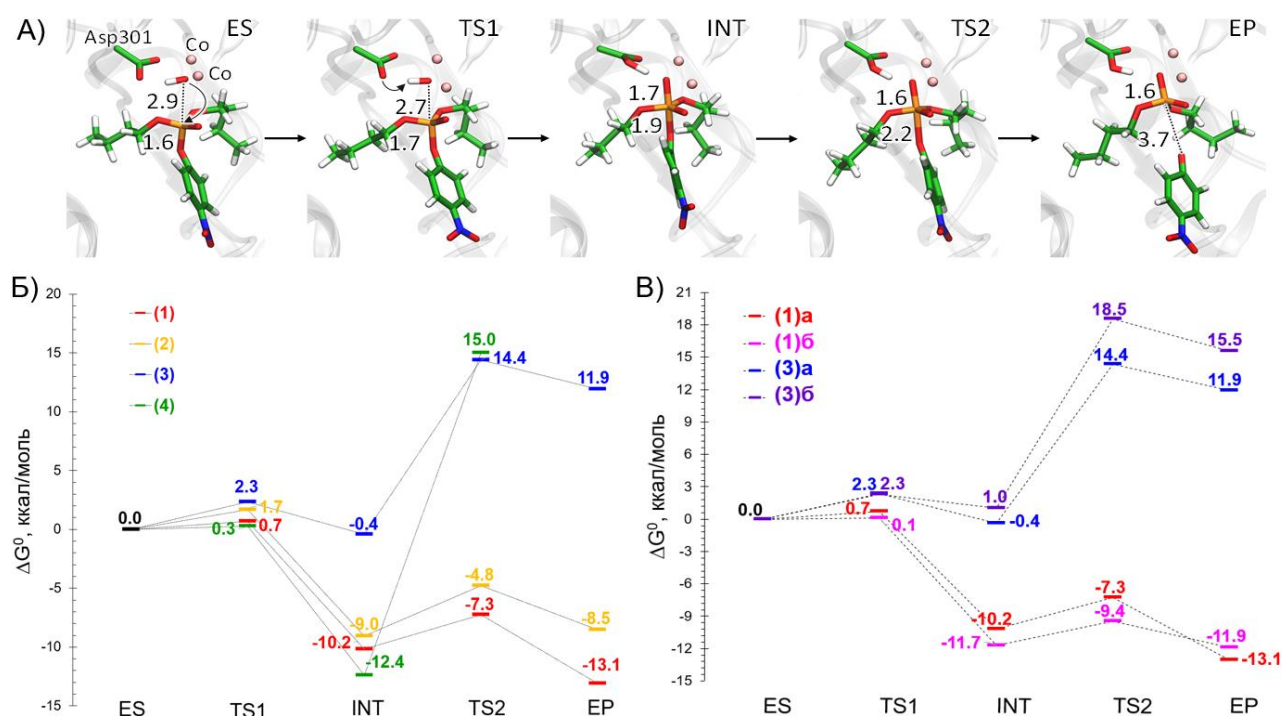 А)
ES
TS1
INT
TS2
EP
Asp301
Co
Co
2.9
1.6
2.7
1.7
1.7
1.9
1.6
2.2
1.6
3.7
Б)
ΔG⁰, ккал/моль
20
15
10
5
0
-5
-10
-15
(1)
(2)
(3)
(4)
0.0
2.3
1.7
0.7
0.3
-0.4
-9.0
-10.2
-12.4
15.0
14.4
-4.8
-7.3
11.9
-8.5
-13.1
ES
TS1
INT
TS2
EP
В)
ΔG⁰, ккал/моль
21
18
15
12
9
6
3
0
-3
-6
-9
-12
-15
(1)а
(1)б
(3)а
(3)б
0.0
2.3
2.3
0.7
0.1
1.0
-0.4
-10.2
-11.7
18.5
14.4
-7.3
-9.4
15.5
11.9
-11.9
-13.1
ES
TS1
INT
TS2
EP